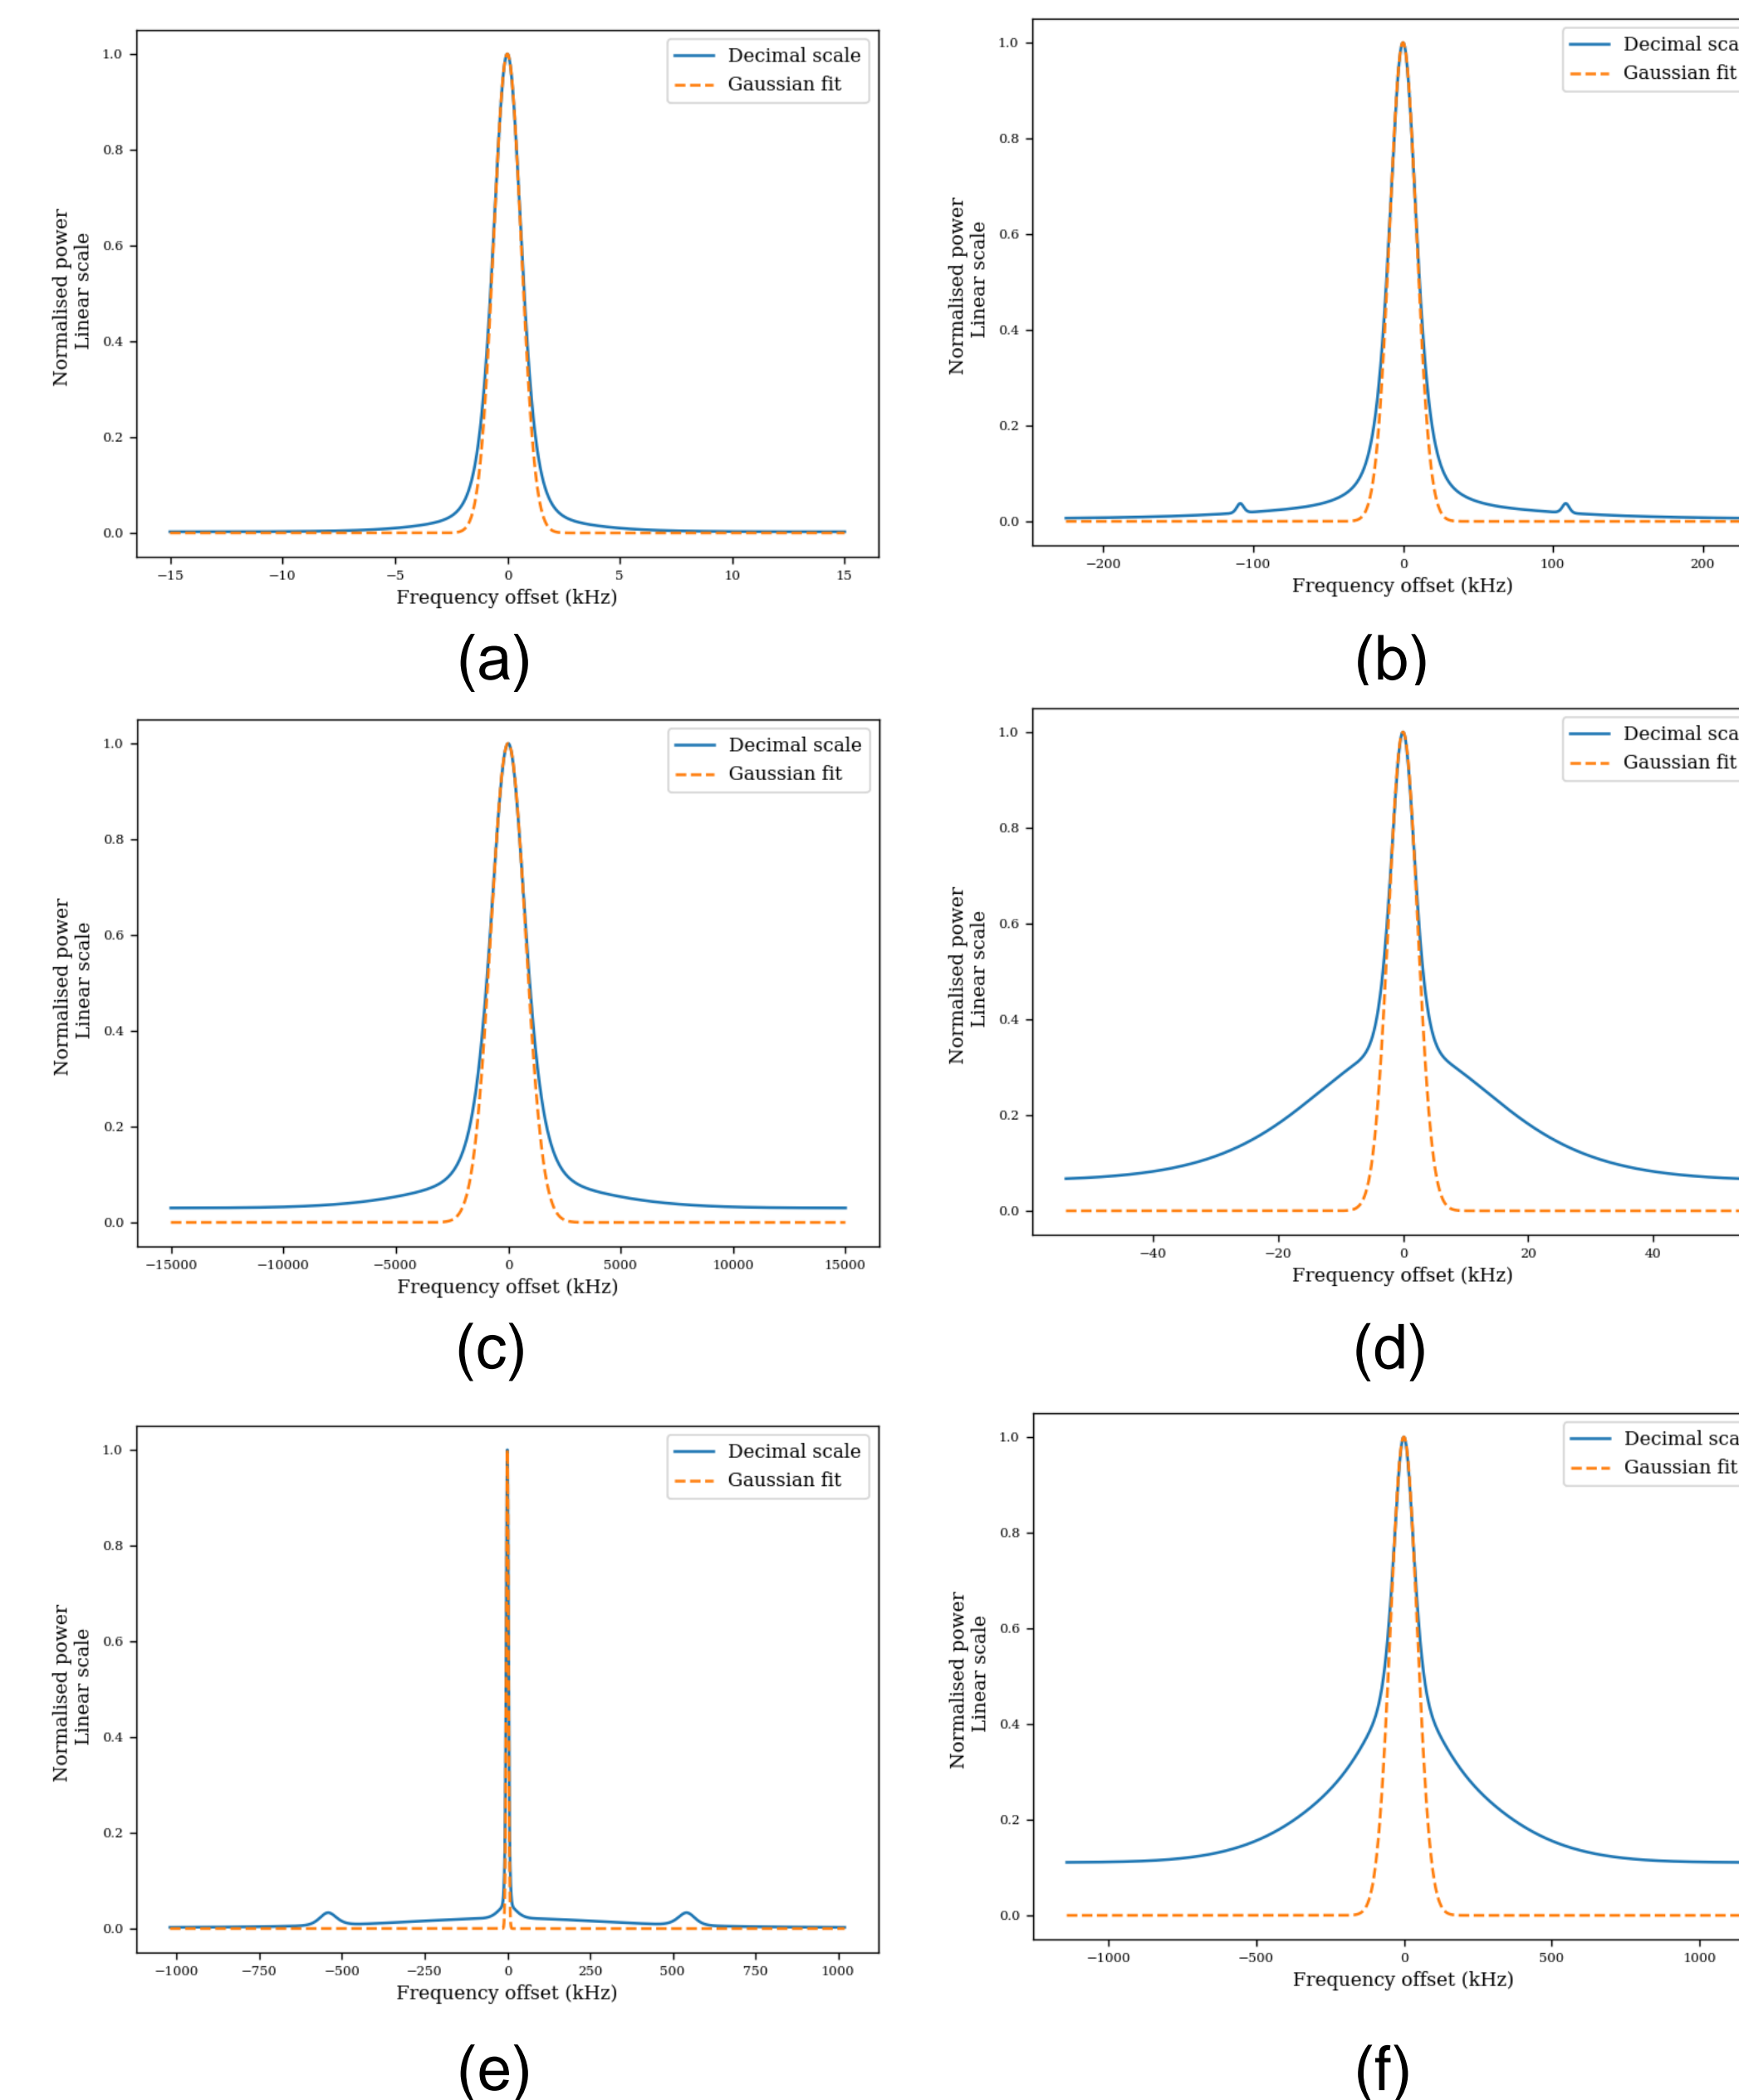 1.0
0.8
0.6
0.4
0.2
0.0
Normalised power
Linear scale
Decimal scale
Gaussian fit
−15 −10 −5 0 5 10 15
Frequency offset (kHz)
(a)
1.0
0.8
0.6
0.4
0.2
0.0
Normalised power
Linear scale
Decimal sca
Gaussian fit
−200 −100 0 100 200
Frequency offset (kHz)
(b)
1.0
0.8
0.6
0.4
0.2
0.0
Normalised power
Linear scale
Decimal scale
Gaussian fit
−15000 −10000 −5000 0 5000 10000 15000
Frequency offset (kHz)
(c)
1.0
0.8
0.6
0.4
0.2
0.0
Normalised power
Linear scale
Decimal sca
Gaussian fit
−40 −20 0 20 40
Frequency offset (kHz)
(d)
1.0
0.8
0.6
0.4
0.2
0.0
Normalised power
Linear scale
Decimal scale
Gaussian fit
−1000 −750 −500 −250 0 250 500 750 1000
Frequency offset (kHz)
(e)
1.0
0.8
0.6
0.4
0.2
0.0
Normalised power
Linear scale
Decimal sca
Gaussian fit
−1000 −500 0 500 1000
Frequency offset (kHz)
(f)